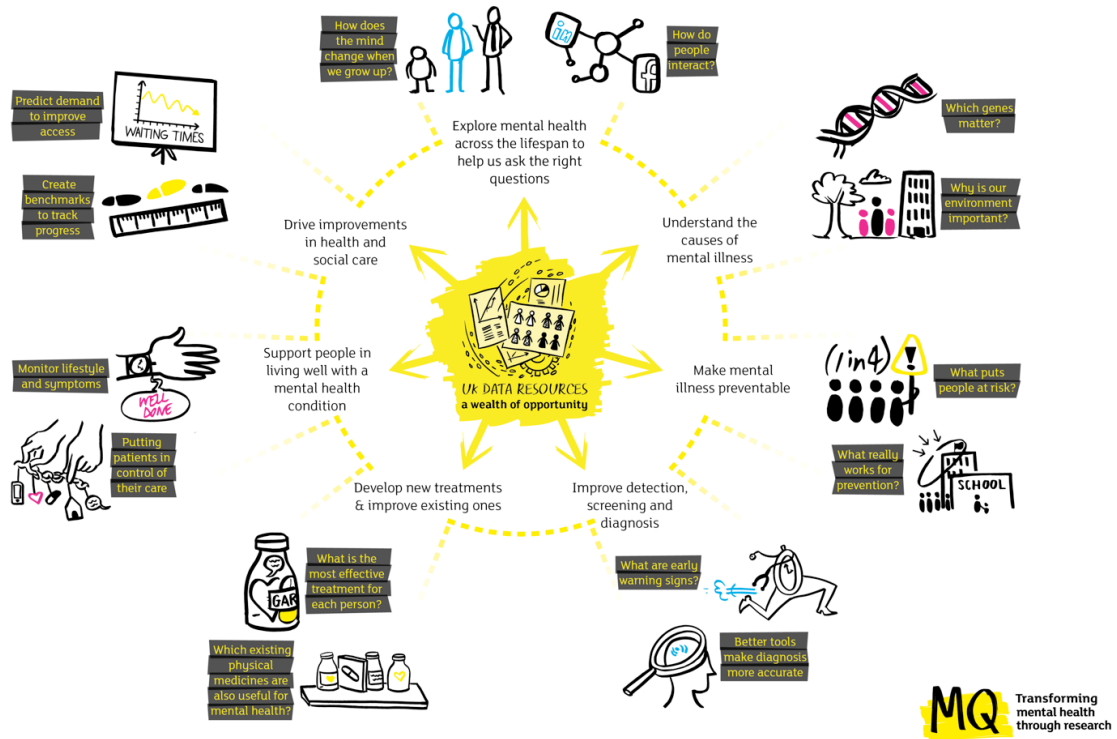 How does
the mind
change when
we grow up?
in
f
How do
people
interact?
Explore mental health
across the lifespan to
help us ask the right
questions
Predict demand
to improve
access
WAITING TIMES
Create
benchmarks
to track
progress
Drive improvements
in health and
social care
Which genes
matter?
Why is our
environment
important?
Understand the
causes of
mental illness
UK DATA RESOURCES
a wealth of opportunity
Monitor lifestyle
and symptoms
WELL
DONE
Putting
patients in
control of
their care
Support people in
living well with a
mental health
condition
Make mental
illness preventable
(1 in 4)
!
What puts
people at risk?
What really
works for
prevention?
SCHOOL
Develop new treatments
& improve existing ones
Improve detection,
screening and
diagnosis
GAR
What is the
most effective
treatment for
each person?
Which existing
physical
medicines are
also useful for
mental health?
What are early
warning signs?
Better tools
make diagnosis
more accurate
MQ
Transforming
mental health
through research